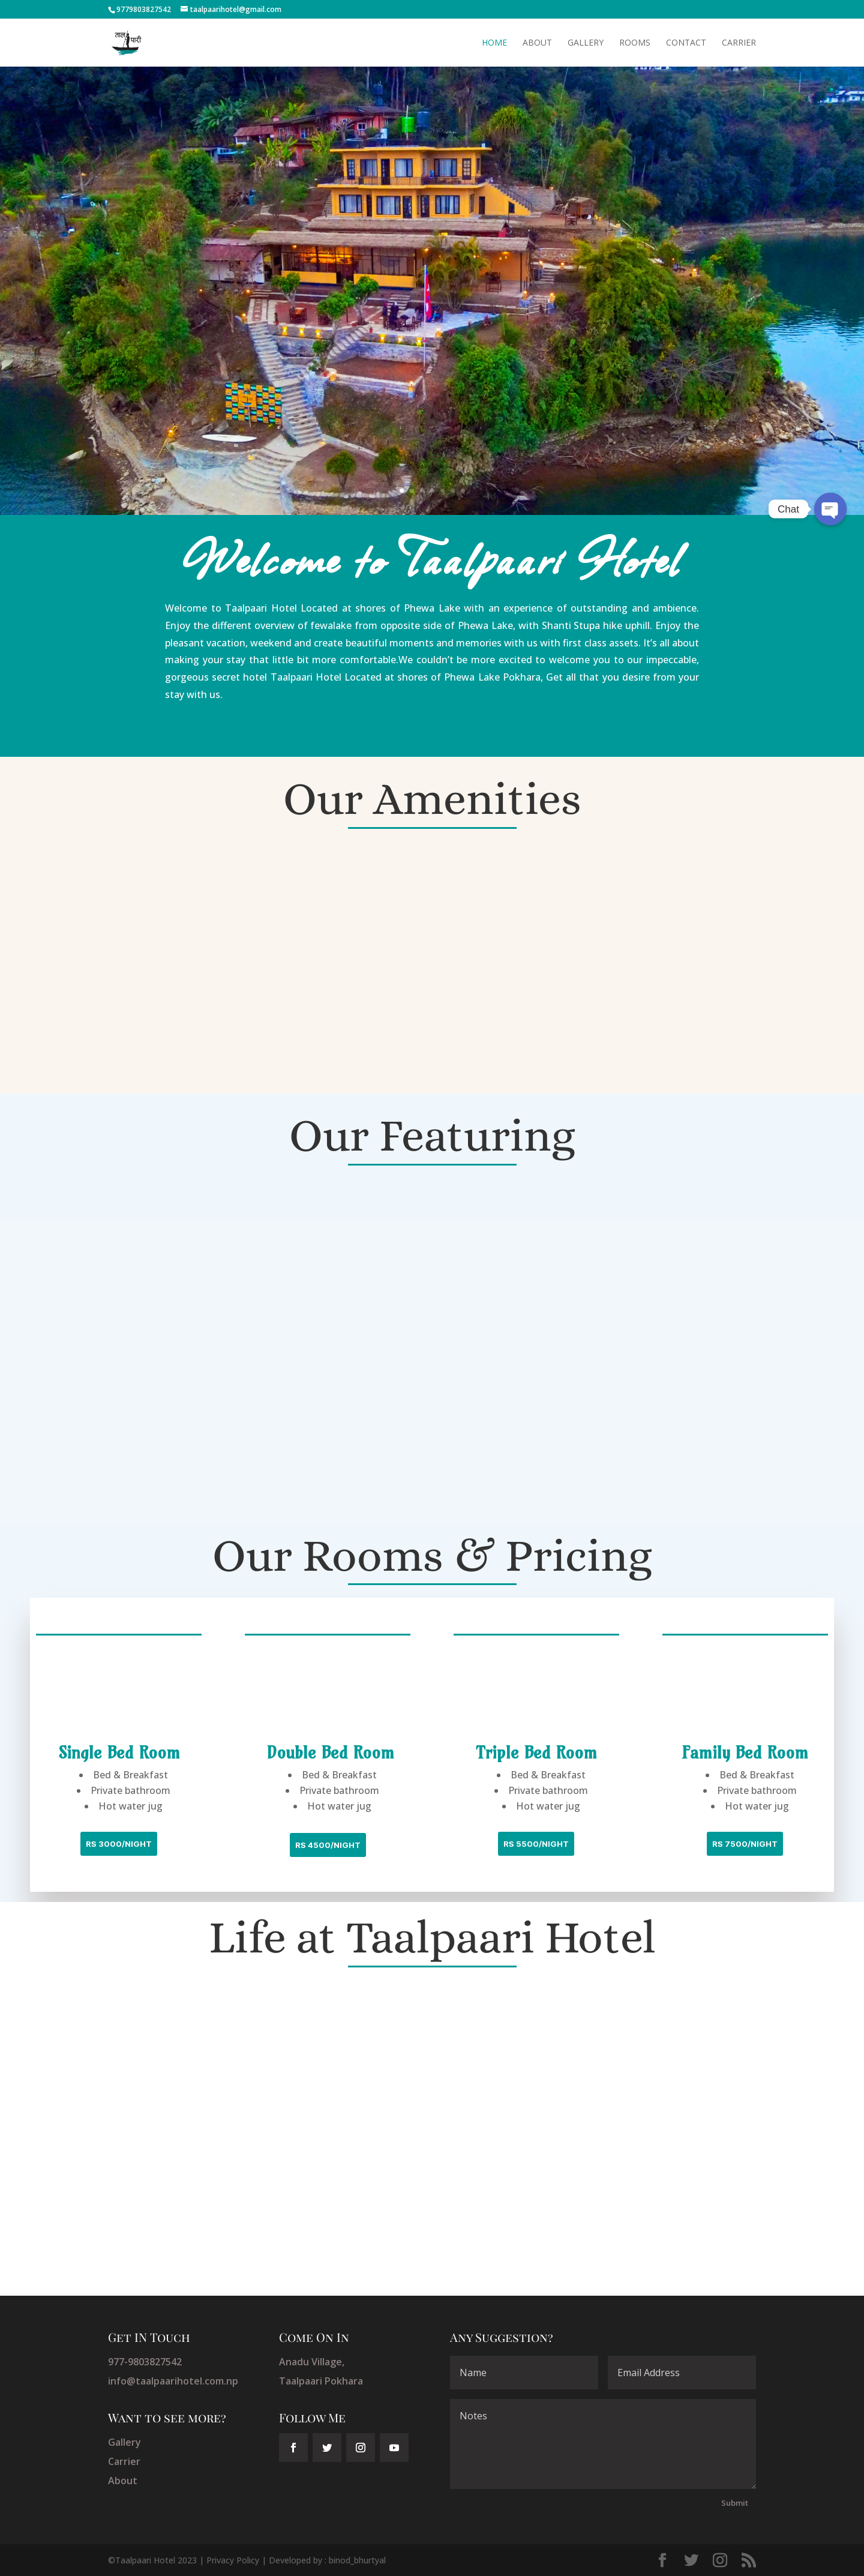 9779803827542 taalpaarihotel@gmail.com
ताल पारी
HOME ABOUT GALLERY ROOMS CONTACT CARRIER
Chat
Welcome to Taalpaari Hotel
Welcome to Taalpaari Hotel Located at shores of Phewa Lake with an experience of outstanding and ambience.
Enjoy the different overview of fewalake from opposite side of Phewa Lake, with Shanti Stupa hike uphill. Enjoy the
pleasant vacation, weekend and create beautiful moments and memories with us with first class assets. It's all about
making your stay that little bit more comfortable.We couldn't be more excited to welcome you to our impeccable,
gorgeous secret hotel Taalpaari Hotel Located at shores of Phewa Lake Pokhara, Get all that you desire from your
stay with us.
Our Amenities
Our Featuring
Our Rooms & Pricing
Single Bed Room
• Bed & Breakfast
• Private bathroom
• Hot water jug
RS 3000/NIGHT
Double Bed Room
• Bed & Breakfast
• Private bathroom
• Hot water jug
RS 4500/NIGHT
Triple Bed Room
• Bed & Breakfast
• Private bathroom
• Hot water jug
RS 5500/NIGHT
Family Bed Room
• Bed & Breakfast
• Private bathroom
• Hot water jug
RS 7500/NIGHT
Life at Taalpaari Hotel
Get IN Touch
977-9803827542
info@taalpaarihotel.com.np
Want to see more?
Gallery
Carrier
About
Come On In
Anadu Village,
Taalpaari Pokhara
Follow Me
Any Suggestion?
Name
Email Address
Notes
Submit
©Taalpaari Hotel 2023 | Privacy Policy | Developed by : binod_bhurtyal